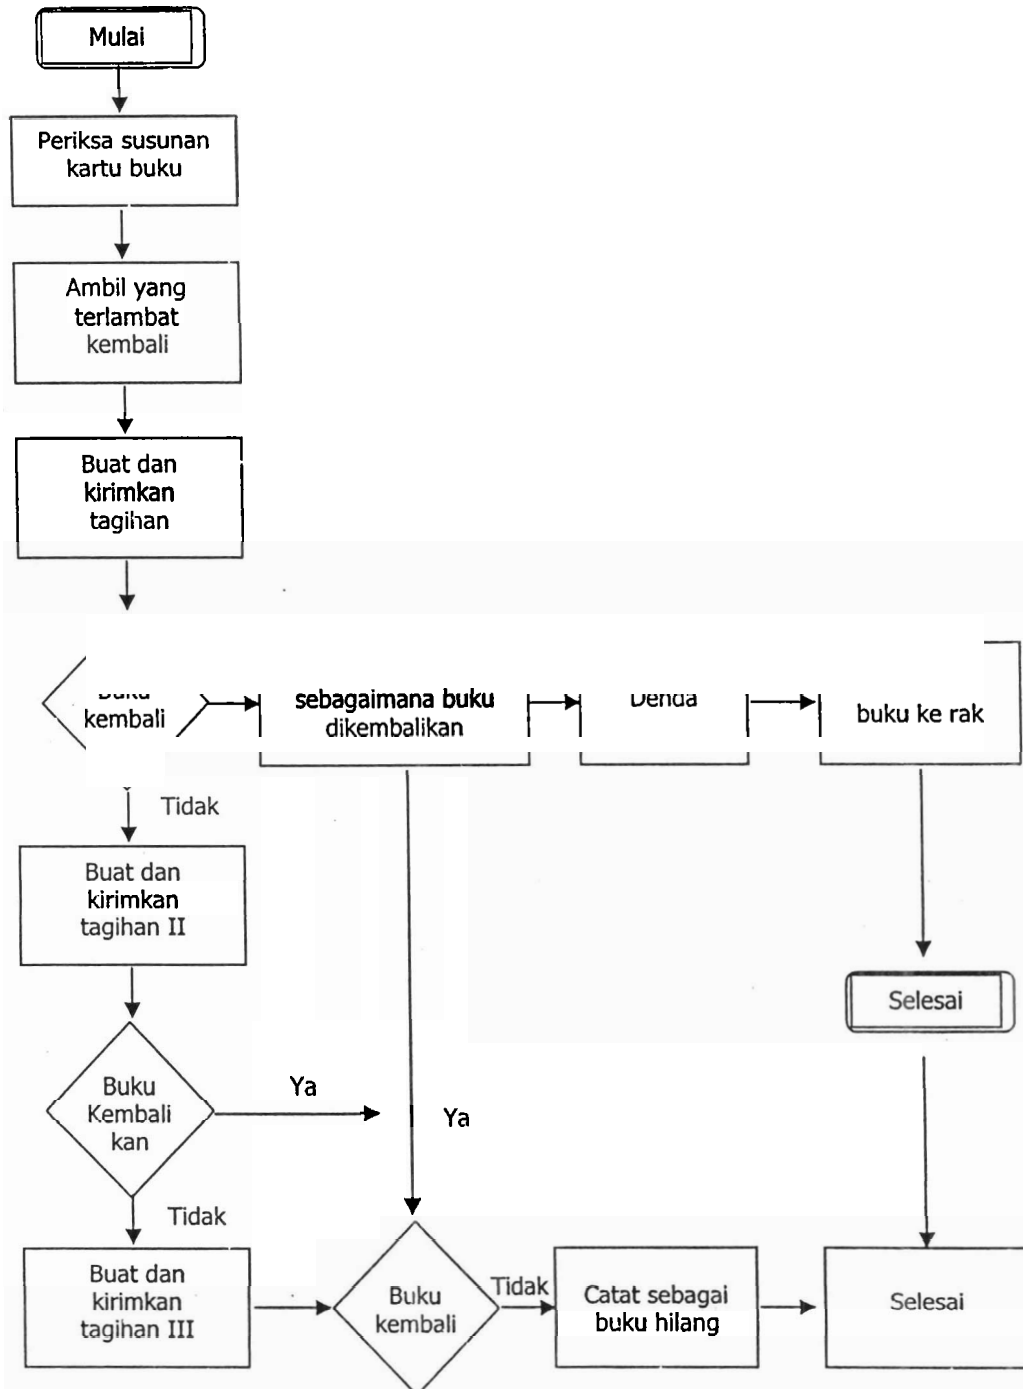 Mulai
Periksa susunan
kartu buku
Ambil yang
terlambat
kembali
Buat dan
kirimkan
tagihan
Buku
kembali
sebagaimana buku
dikembalikan
Denda
buku ke rak
Tidak
Buat dan
kirimkan
tagihan II
Selesai
Buku
Kembali
kan
Ya
Ya
Tidak
Buat dan
kirimkan
tagihan III
Buku
kembali
Tidak
Catat sebagai
buku hilang
Selesai